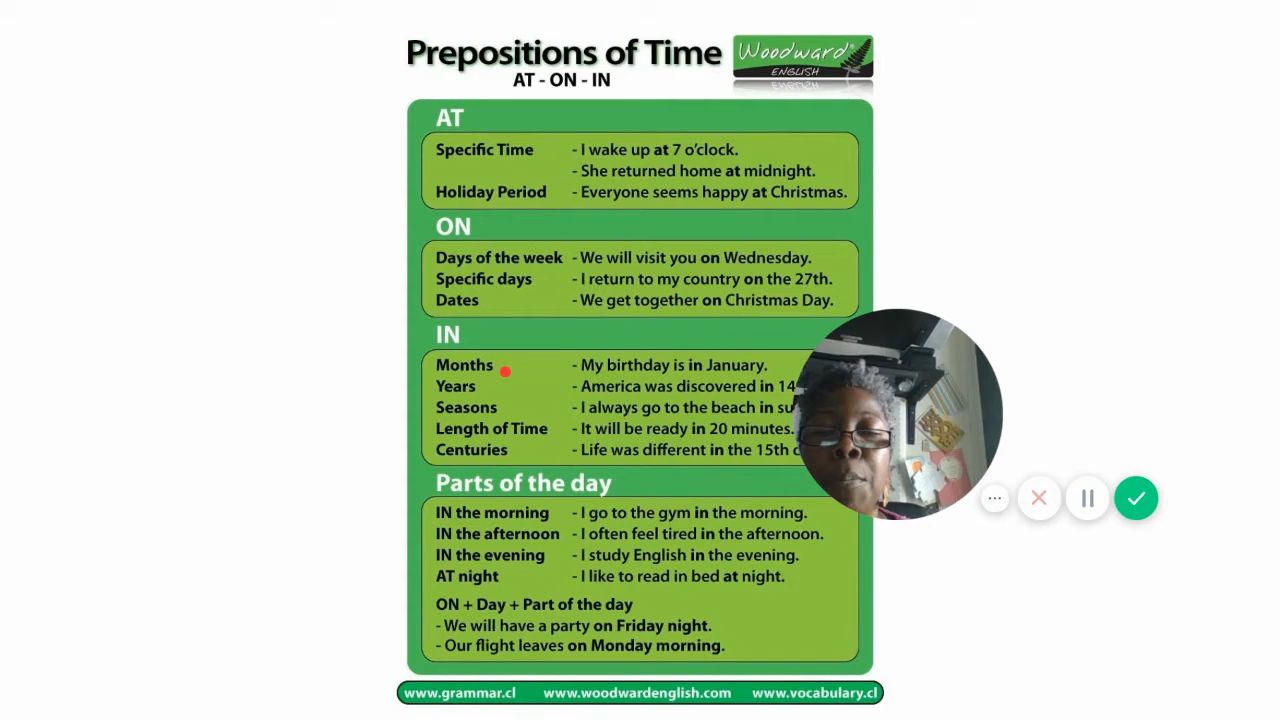 Prepositions of Time
AT - ON - IN
Woodward®
ENGLISH
AT
Specific Time - I wake up at 7 o'clock.
- She returned home at midnight.
Holiday Period - Everyone seems happy at Christmas.
ON
Days of the week - We will visit you on Wednesday.
Specific days - I return to my country on the 27th.
Dates - We get together on Christmas Day.
IN
Months - My birthday is in January.
Years - America was discovered in 14
Seasons - I always go to the beach in su
Length of Time - It will be ready in 20 minutes.
Centuries - Life was different in the 15th c
Parts of the day
IN the morning - I go to the gym in the morning.
IN the afternoon - I often feel tired in the afternoon.
IN the evening - I study English in the evening.
AT night - I like to read in bed at night.
ON + Day + Part of the day
- We will have a party on Friday night.
- Our flight leaves on Monday morning.
www.grammar.cl www.woodwardenglish.com www.vocabulary.cl